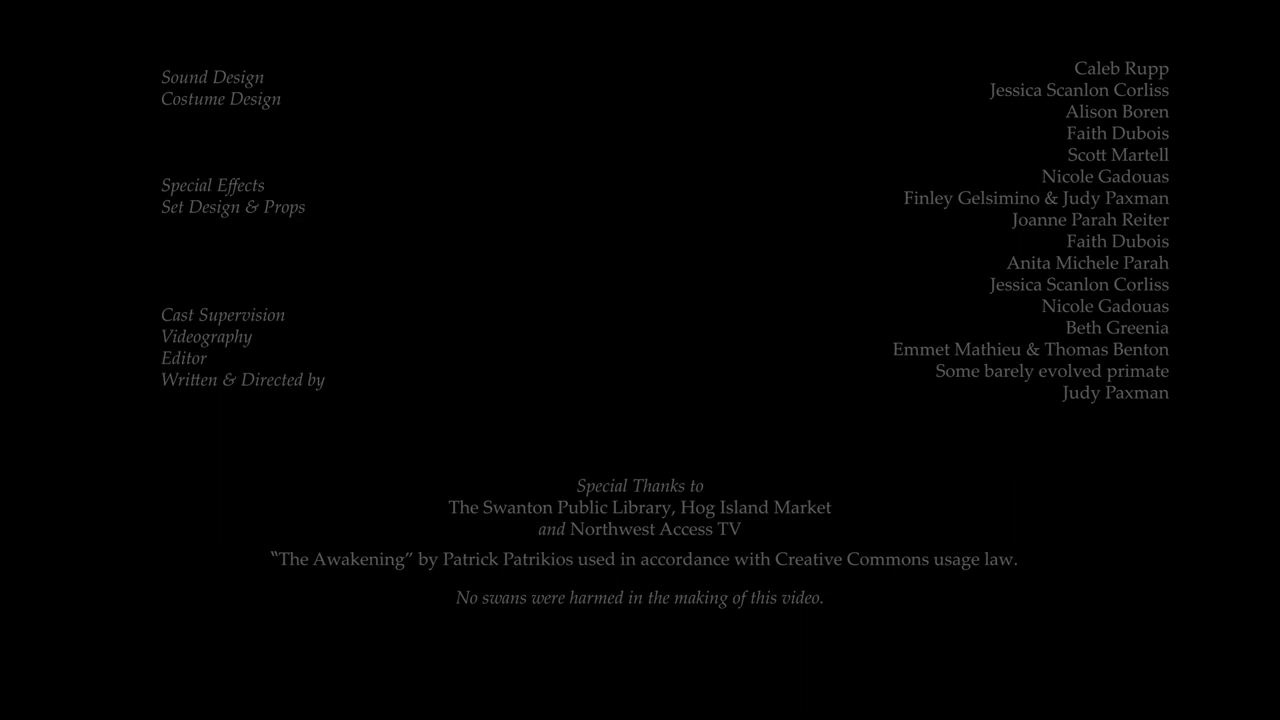 Sound Design Caleb Rupp
Costume Design Jessica Scanlon Corliss
Alison Boren
Faith Dubois
Scott Martell
Special Effects Nicole Gadouas
Set Design & Props Finley Gelsimino & Judy Paxman
Joanne Parah Reiter
Faith Dubois
Anita Michele Parah
Jessica Scanlon Corliss
Cast Supervision Nicole Gadouas
Videography Beth Greenia
Editor Emmet Mathieu & Thomas Benton
Written & Directed by Some barely evolved primate
Judy Paxman
Special Thanks to
The Swanton Public Library, Hog Island Market
and Northwest Access TV
“The Awakening” by Patrick Patrikios used in accordance with Creative Commons usage law.
No swans were harmed in the making of this video.